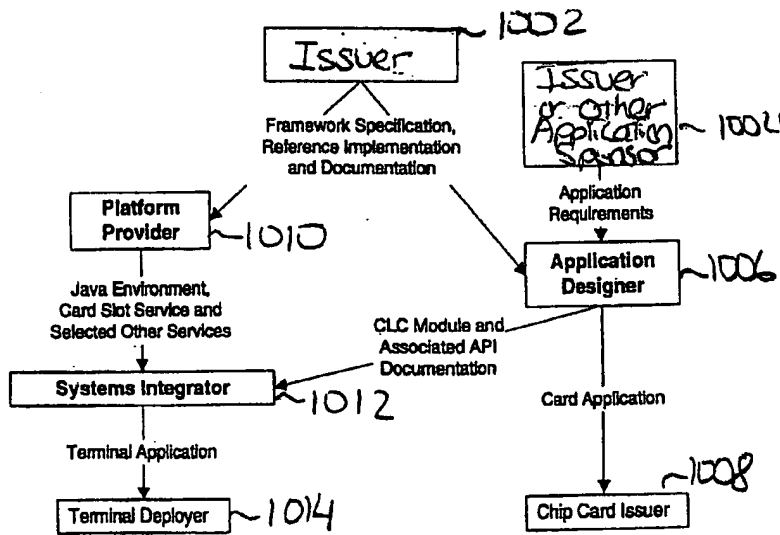 1002
Issuer
Issuer
or other
Application
Sponsor
1004
Framework Specification,
Reference Implementation
and Documentation
Application
Requirements
Platform
Provider
1010
Application
Designer
1006
Java Environment,
Card Slot Service and
Selected Other Services
CLC Module and
Associated API
Documentation
Systems Integrator
1012
Card Application
Terminal Application
1008
Terminal Deployer
1014
Chip Card Issuer